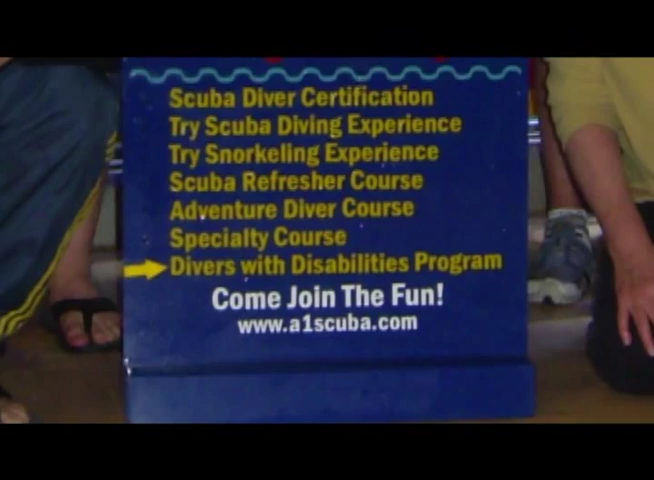 Scuba Diver Certification
Try Scuba Diving Experience
Try Snorkeling Experience
Scuba Refresher Course
Adventure Diver Course
Specialty Course
Divers with Disabilities Program
Come Join The Fun!
www.a1scuba.com